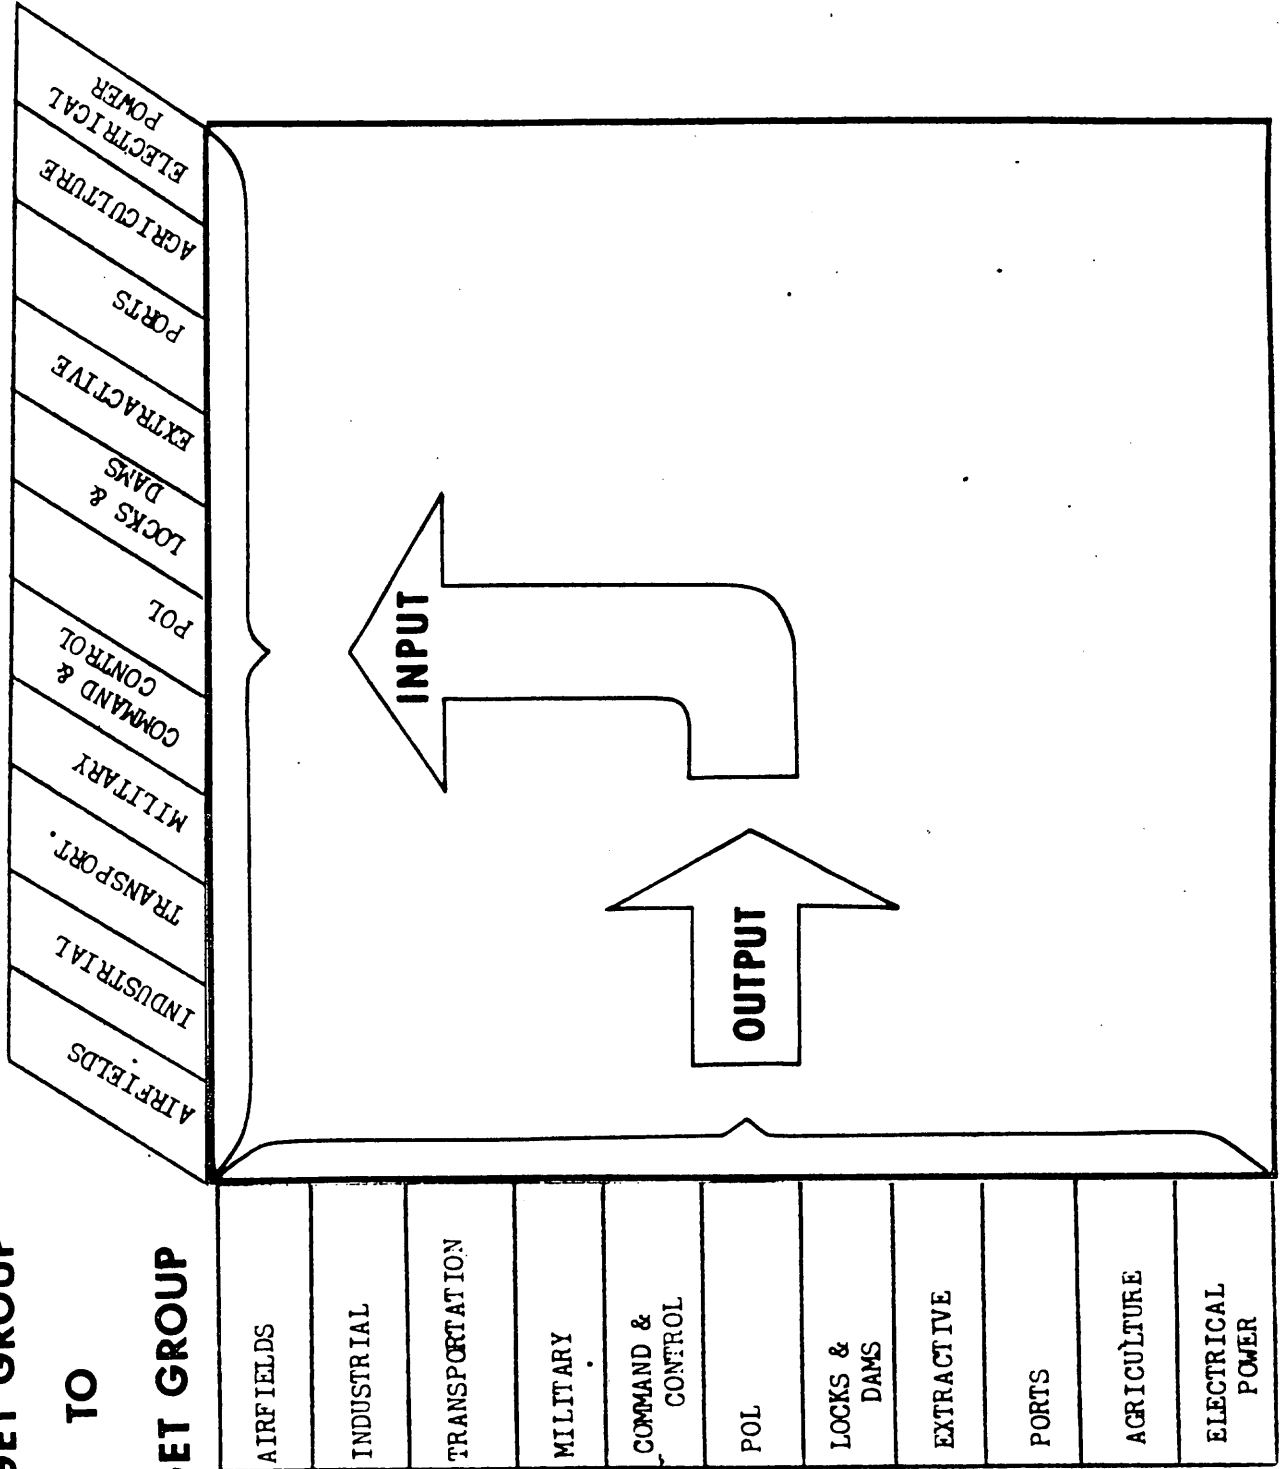 GET GROUP
TO
ET GROUP
AIRFIELDS
INDUSTRIAL
TRANSPORT.
MILITARY
COMMAND &
CONTROL
POL
LOCKS &
DAMS
EXTRACTIVE
PORTS
AGRICULTURE
ELECTRICAL
POWER
AIRFIELDS
INDUSTRIAL
TRANSPORTATION
MILITARY
COMMAND &
CONTROL
POL
LOCKS &
DAMS
EXTRACTIVE
PORTS
AGRICULTURE
ELECTRICAL
POWER
INPUT
OUTPUT